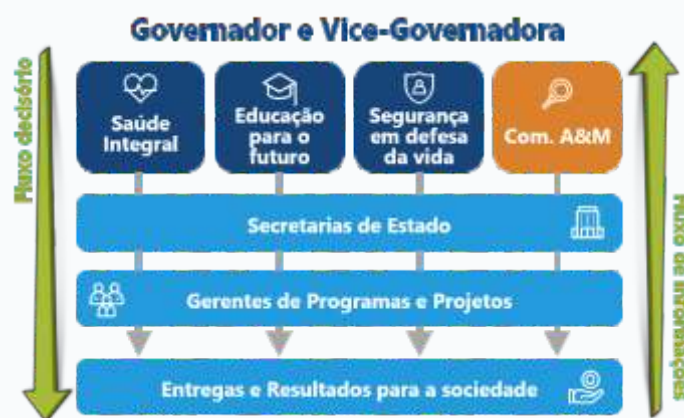 Governador e Vice-Governadora
Fluxo decisório
Saúde
Integral
Educação
para o
futuro
Segurança
em defesa
da vida
Com. A&M
Secretarias de Estado
Gerentes de Programas e Projetos
Entregas e Resultados para a sociedade
Fluxo de informações